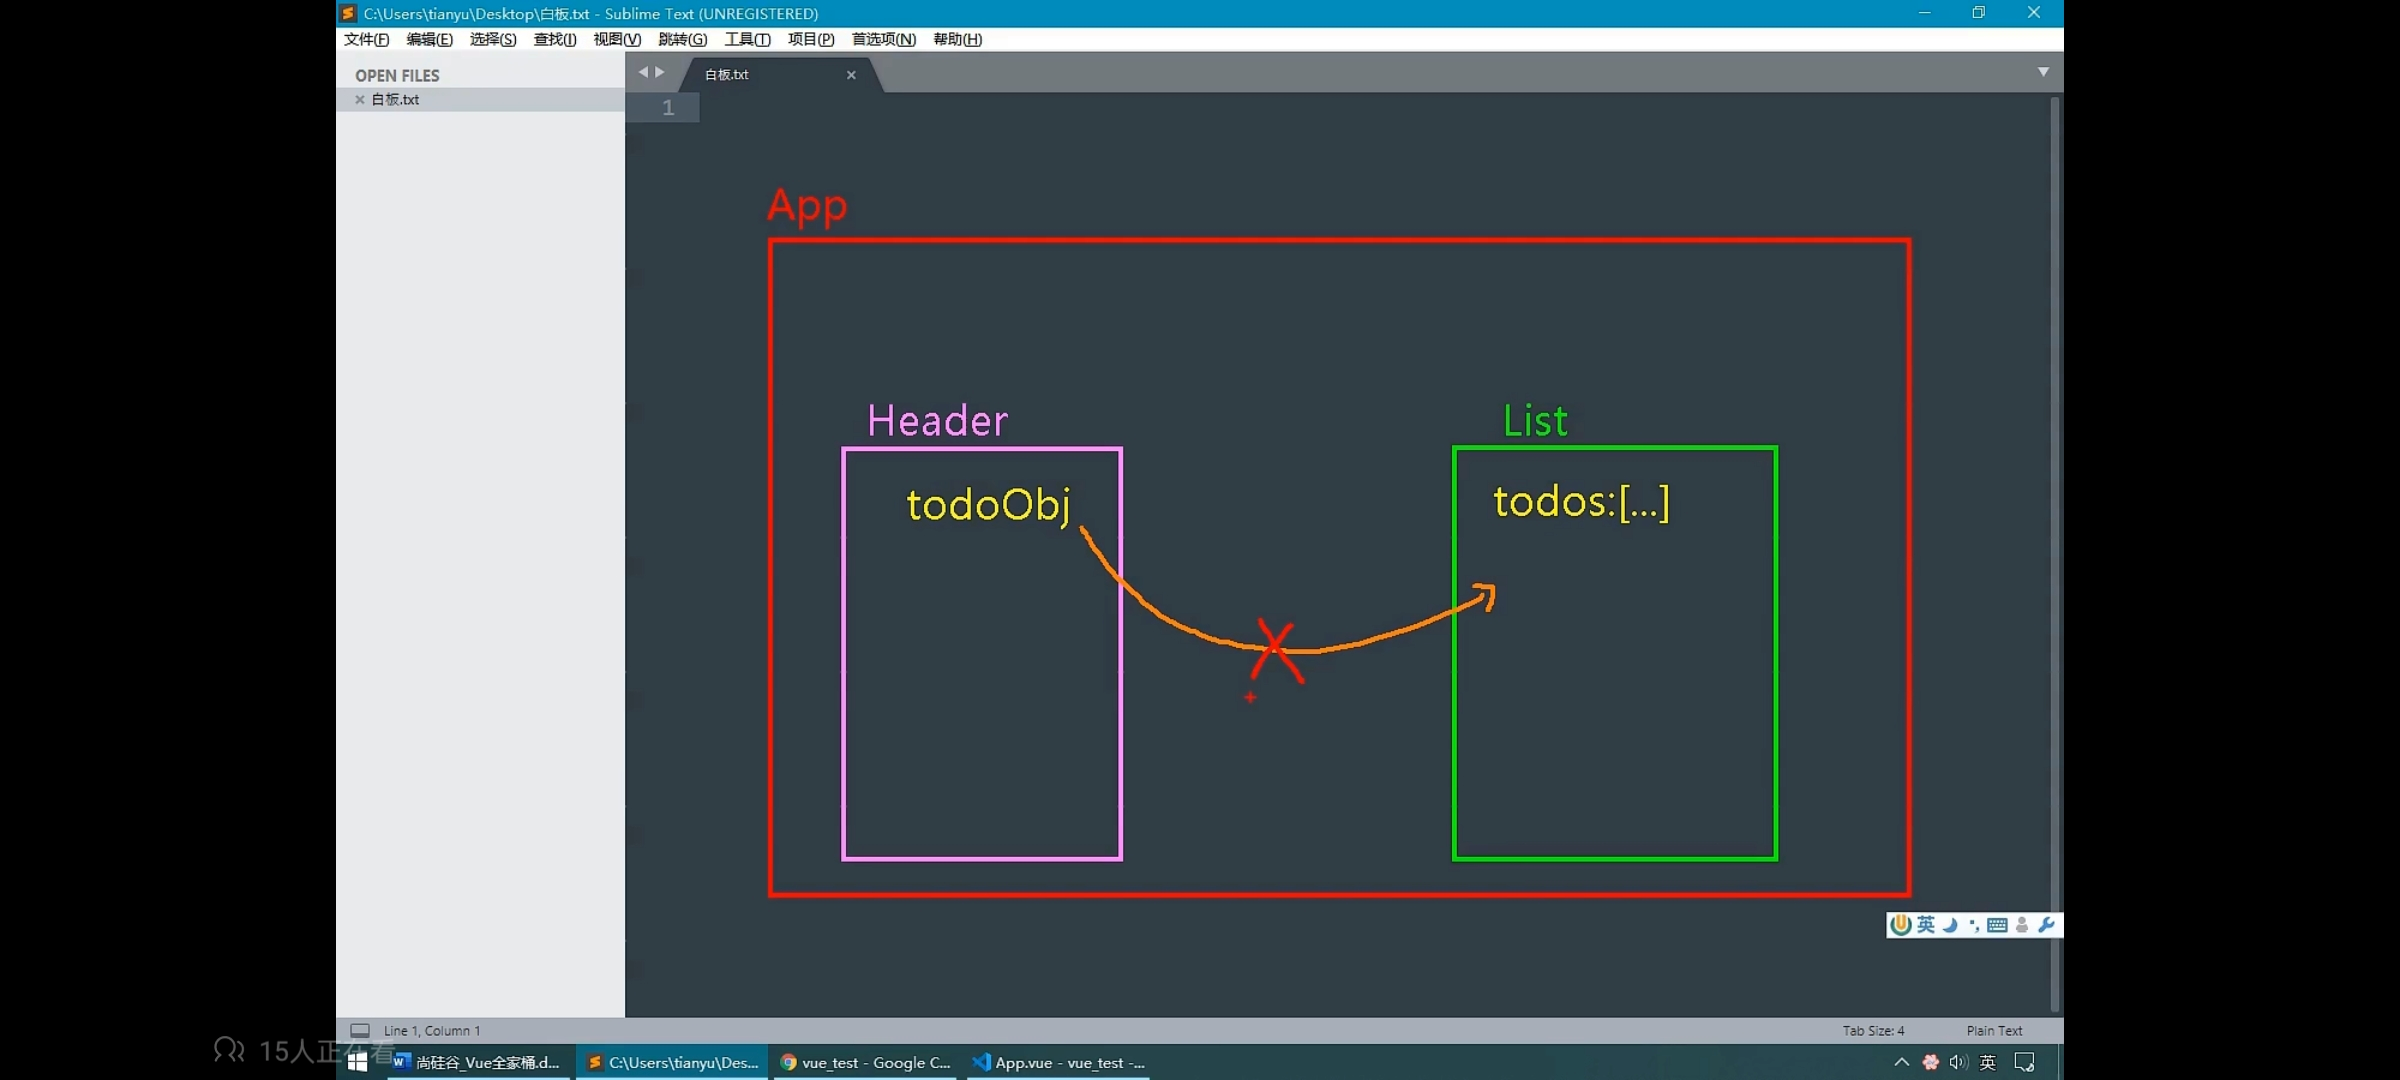 C:\Users\tianyu\Desktop\白板.txt - Sublime Text (UNREGISTERED)
文件(F) 编辑(E) 选择(S) 查找(I) 视图(V) 跳转(G) 工具(T) 项目(P) 首选项(N) 帮助(H)
OPEN FILES
白板.txt
白板.txt
1
App
Header
List
todoObj
todos:[...]
英
Line 1, Column 1
Tab Size: 4
Plain Text
15人正在看
尚硅谷_Vue全家桶.d...
C:\Users\tianyu\Des...
vue_test - Google C...
App.vue - vue_test -...
英